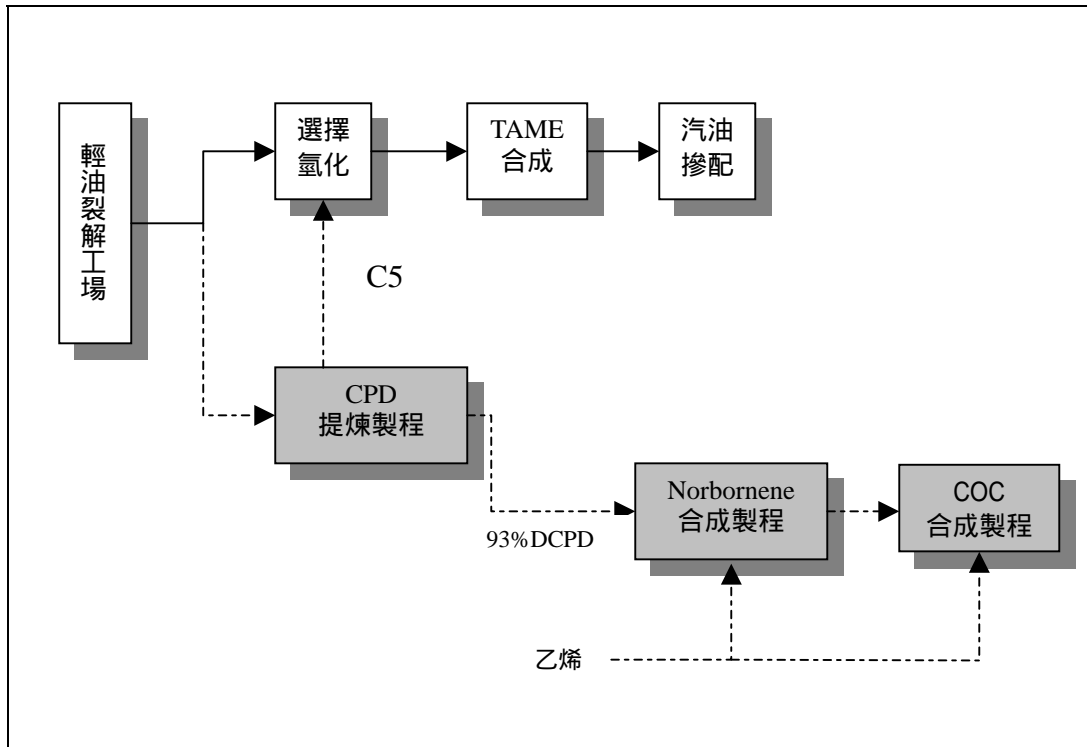 輕油裂解工場
選擇
氫化
TAME
合成
汽油
摻配
C5
CPD
提煉製程
93%DCPD
Norbornene
合成製程
COC
合成製程
乙烯